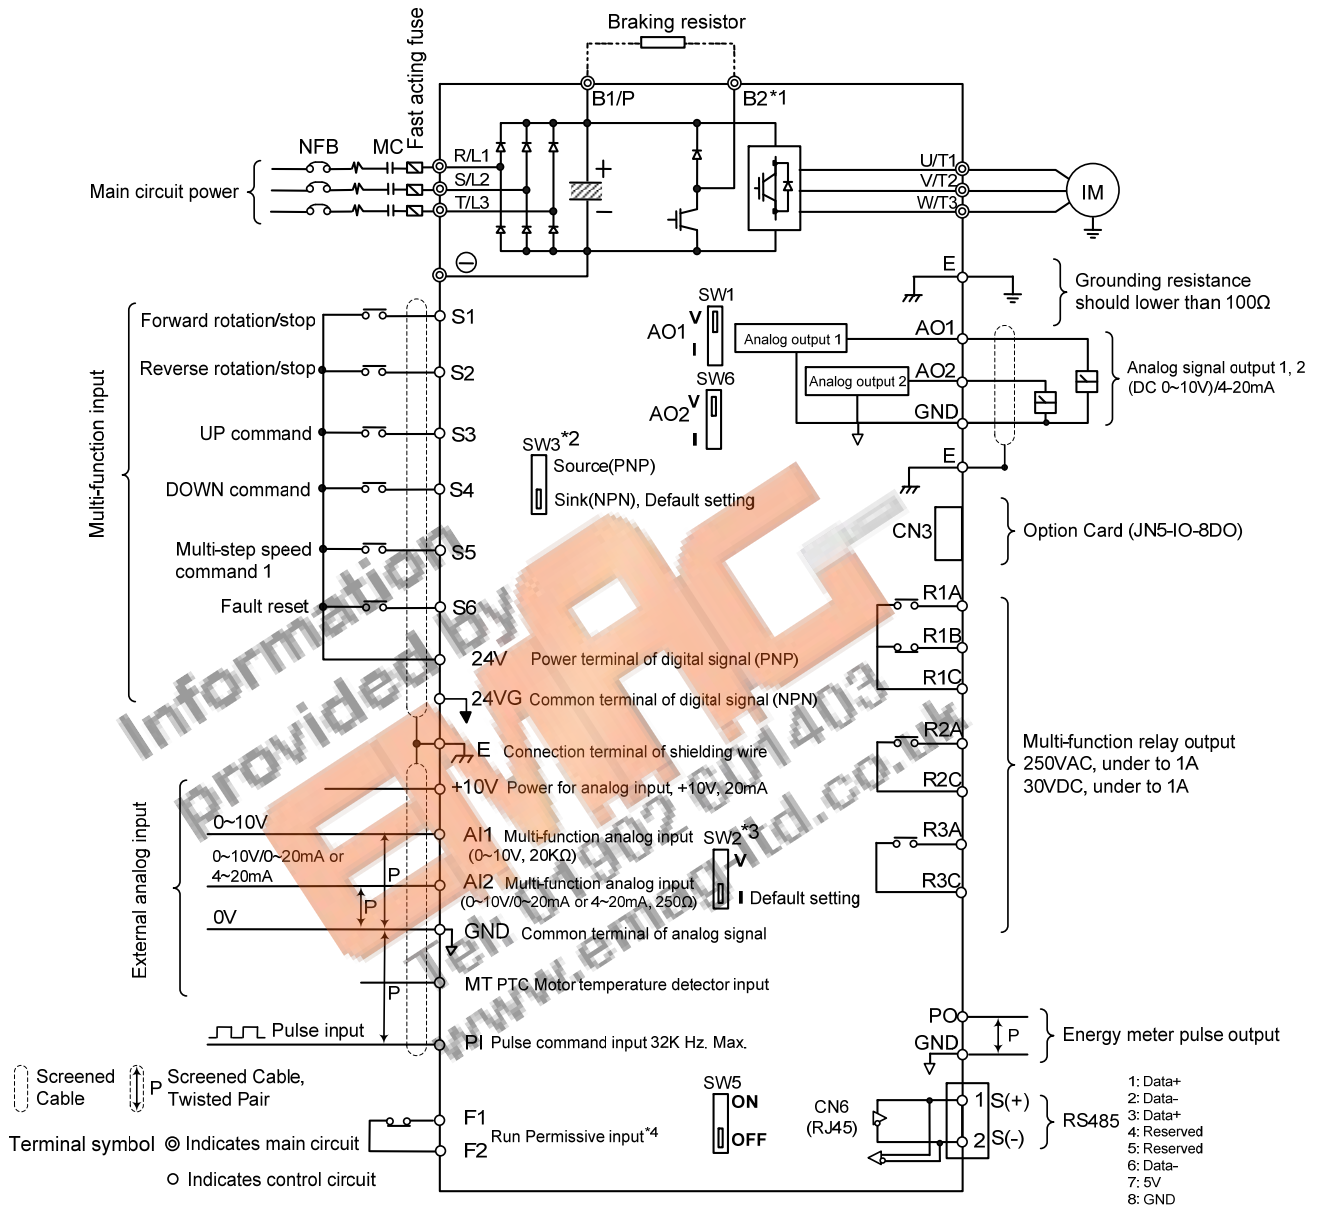 Braking resistor
Fast acting fuse
B1/P
B2*1
NFB
MC
R/L1
S/L2
T/L3
Main circuit power
+
−
U/T1
V/T2
W/T3
IM
E
Grounding resistance
should lower than 100Ω
Multi-function input
Forward rotation/stop
S1
Reverse rotation/stop
S2
UP command
S3
DOWN command
S4
Multi-step speed
command 1
S5
Fault reset
S6
24V Power terminal of digital signal (PNP)
24VG Common terminal of digital signal (NPN)
E Connection terminal of shielding wire
SW1
AO1
V
I
SW6
AO2
V
I
SW3*2
Source(PNP)
Sink(NPN), Default setting
Analog output 1
AO1
Analog output 2
AO2
GND
E
Analog signal output 1, 2
(DC 0~10V)/4-20mA
CN3
Option Card (JN5-IO-8DO)
R1A
R1B
R1C
R2A
R2C
R3A
R3C
Multi-function relay output
250VAC, under to 1A
30VDC, under to 1A
External analog input
+10V Power for analog input, +10V, 20mA
0~10V
AI1 Multi-function analog input
(0~10V, 20KΩ)
0~10V/0~20mA or
4~20mA
P
AI2 Multi-function analog input
(0~10V/0~20mA or 4~20mA, 250Ω)
SW2*3
V
I Default setting
P
0V
GND Common terminal of analog signal
MT PTC Motor temperature detector input
P
Pulse input
PI Pulse command input 32K Hz. Max.
PO
GND
P
Energy meter pulse output
Screened
Cable
P
Screened Cable,
Twisted Pair
Terminal symbol
Indicates main circuit
Indicates control circuit
F1
F2
Run Permissive input*4
SW5
ON
OFF
CN6
(RJ45)
1
S(+)
2
S(-)
RS485
1: Data+
2: Data-
3: Data+
4: Reserved
5: Reserved
6: Data-
7: 5V
8: GND
Information
provided by
EMAG
Tel: 01902 601403
www.emag-ltd.co.uk